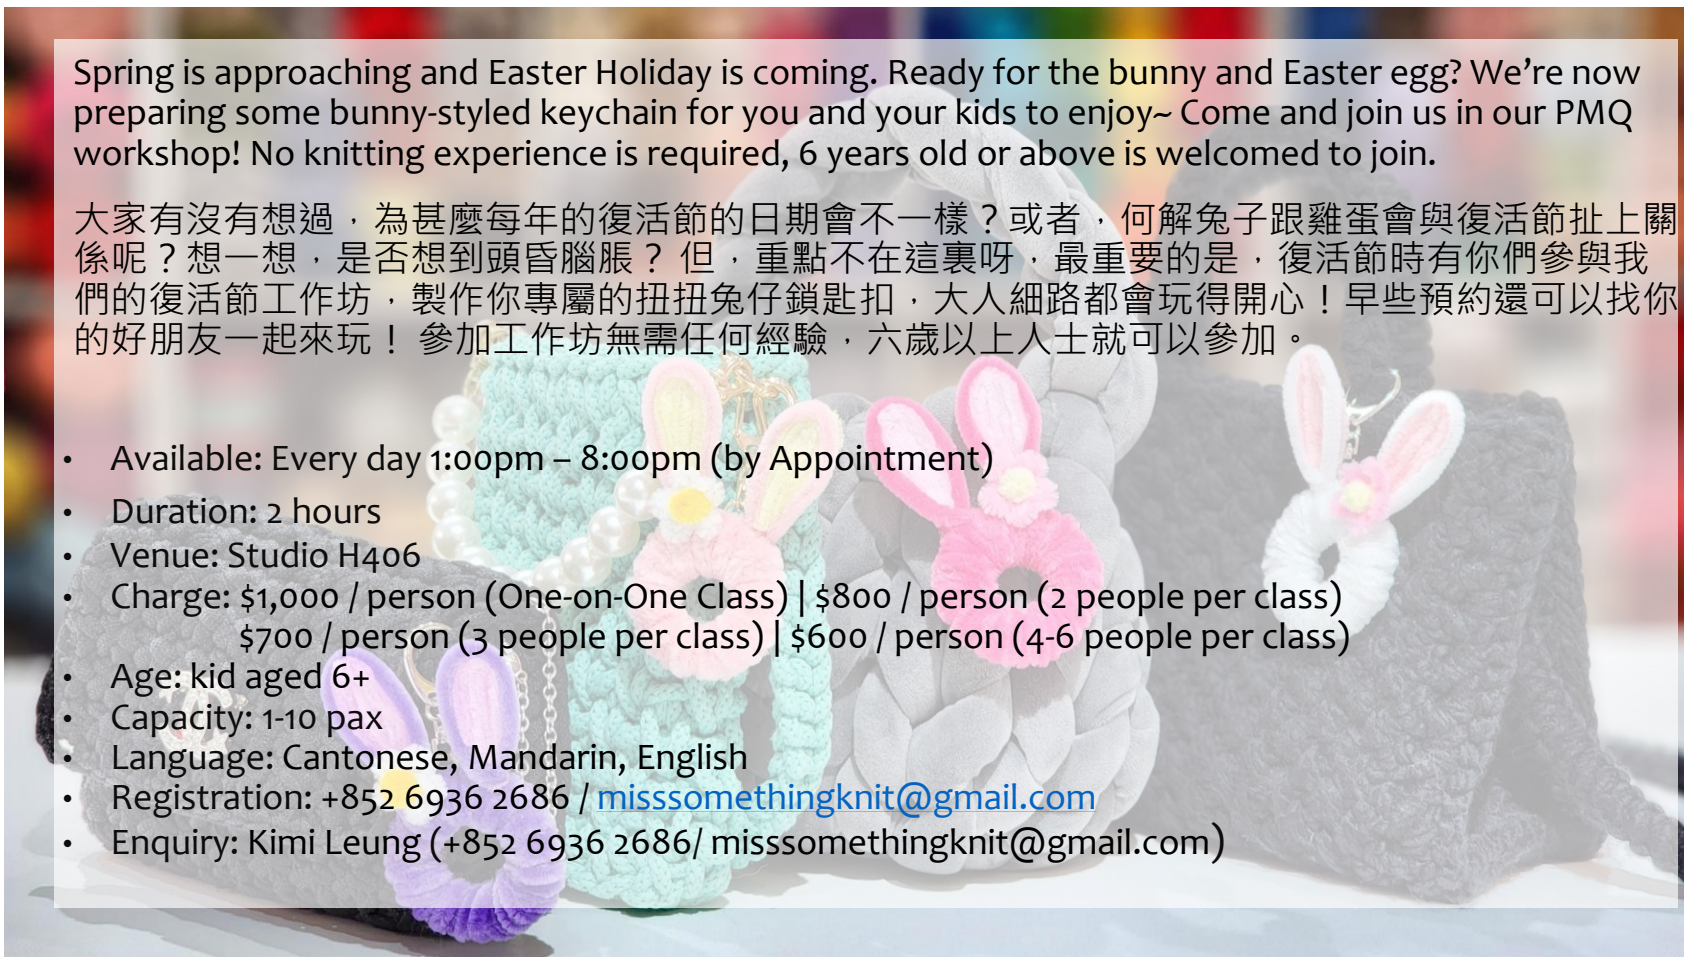 Spring is approaching and Easter Holiday is coming. Ready for the bunny and Easter egg? We’re now
preparing some bunny-styled keychain for you and your kids to enjoy~ Come and join us in our PMQ
workshop! No knitting experience is required, 6 years old or above is welcomed to join.
大家有沒有想過，為甚麼每年的復活節的日期會不一樣？或者，何解兔子跟雞蛋會與復活節扯上關
係呢？想一想，是否想到頭昏腦脹？ 但，重點不在這裏呀，最重要的是，復活節時有你們參與我
們的復活節工作坊，製作你專屬的扭扭兔仔鎖匙扣，大人細路都會玩得開心！早些預約還可以找你
的好朋友一起來玩！ 參加工作坊無需任何經驗，六歲以上人士就可以參加。
• Available: Every day 1:00pm – 8:00pm (by Appointment)
• Duration: 2 hours
• Venue: Studio H406
• Charge: $1,000 / person (One-on-One Class) | $800 / person (2 people per class)
$700 / person (3 people per class) | $600 / person (4-6 people per class)
• Age: kid aged 6+
• Capacity: 1-10 pax
• Language: Cantonese, Mandarin, English
• Registration: +852 6936 2686 / misssomethingknit@gmail.com
• Enquiry: Kimi Leung (+852 6936 2686/ misssomethingknit@gmail.com)